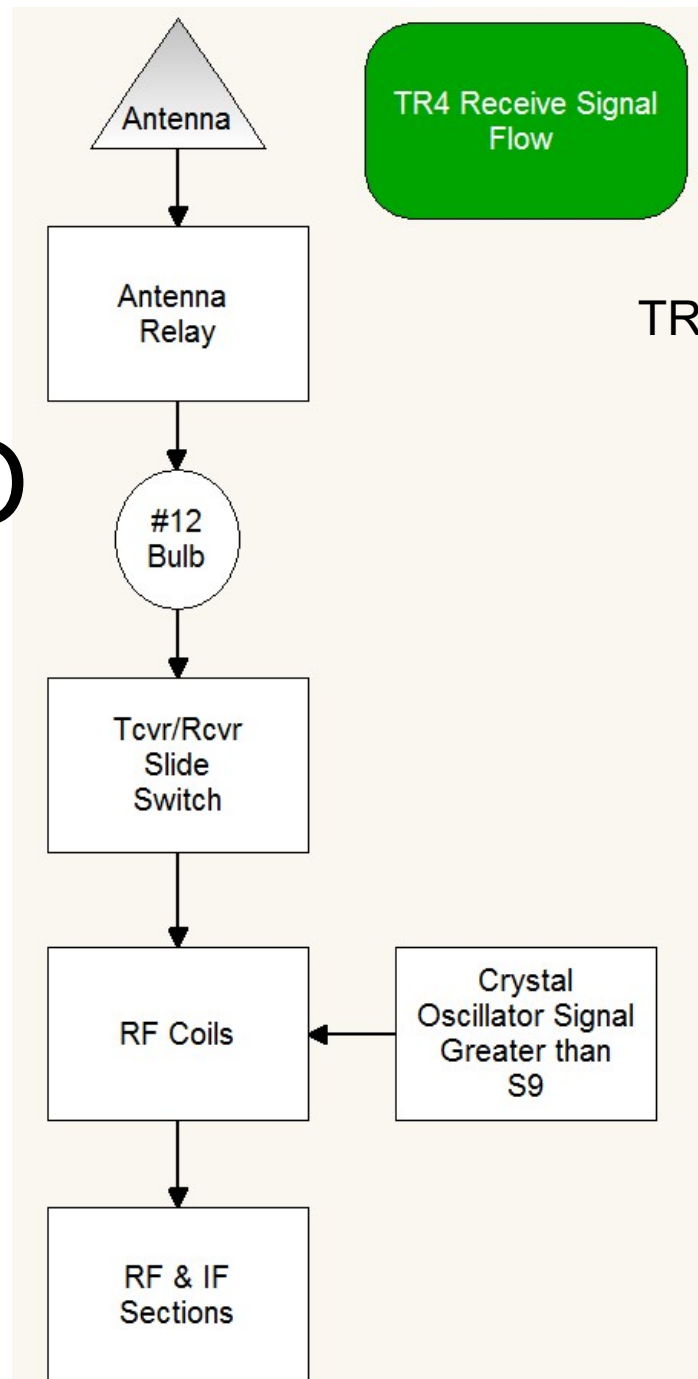 Antenna
TR4 Receive Signal
Flow
Antenna
Relay
TR
#12
Bulb
Tcvr/Rcvr
Slide
Switch
RF Coils
Crystal
Oscillator Signal
Greater than
S9
RF & IF
Sections